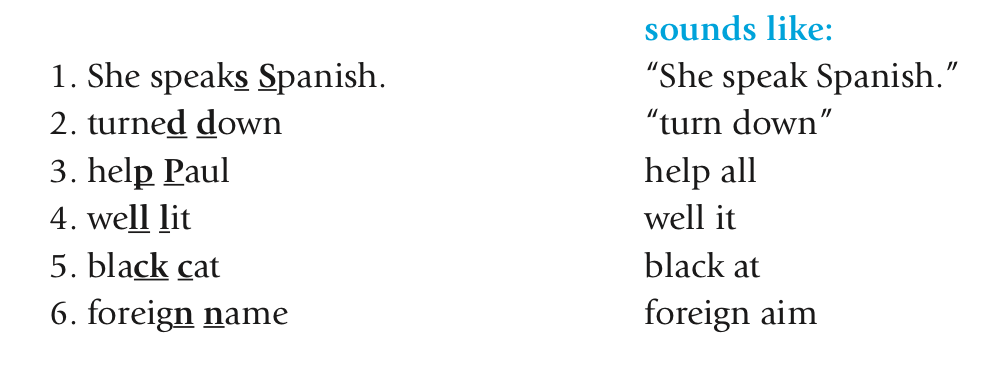 sounds like:
1. She speaks Spanish. “She speak Spanish.”
2. turned down “turn down”
3. help Paul help all
4. well lit well it
5. black cat black at
6. foreign name foreign aim